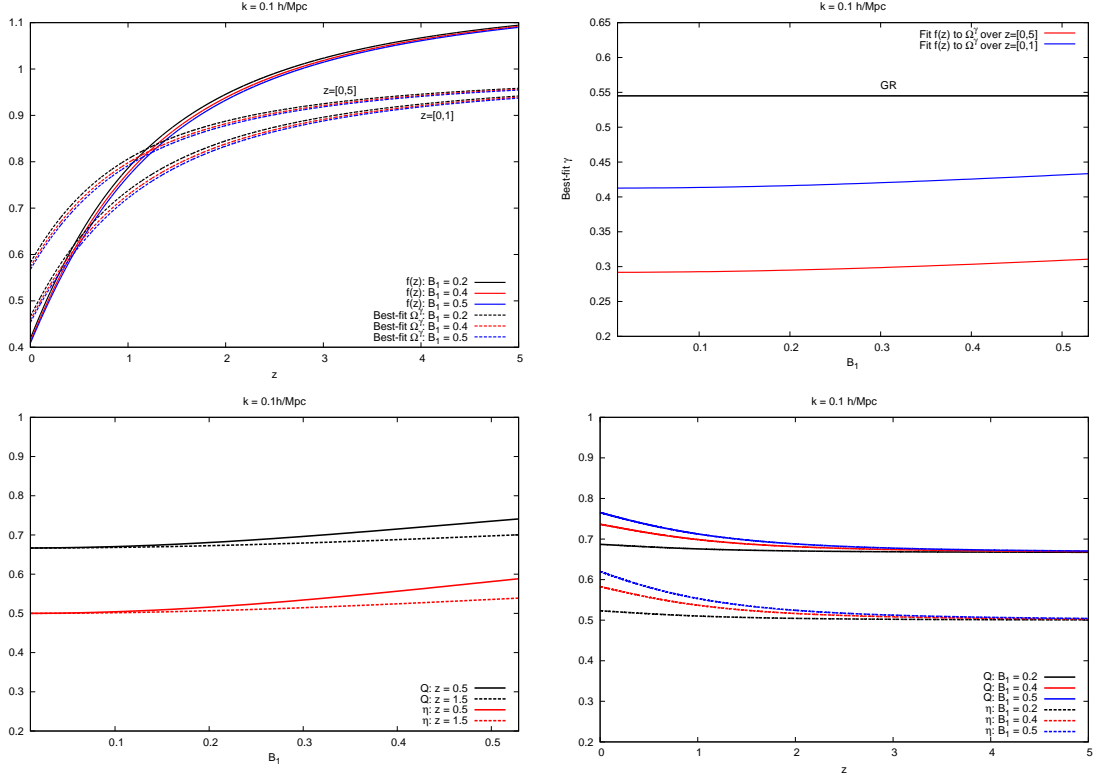 k = 0.1 h/Mpc
1.1
1
0.9
0.8
0.7
0.6
0.5
0.4
0
1
2
3
4
5
z
z=[0,5]
z=[0,1]
f(z): B₁ = 0.2
f(z): B₁ = 0.4
f(z): B₁ = 0.5
Best-fit Ω^γ: B₁ = 0.2
Best-fit Ω^γ: B₁ = 0.4
Best-fit Ω^γ: B₁ = 0.5
k = 0.1 h/Mpc
Best-fit γ
0.65
0.6
0.55
0.5
0.45
0.4
0.35
0.3
0.25
0.2
0.1
0.2
0.3
0.4
0.5
B₁
Fit f(z) to Ω^γ over z=[0,5]
Fit f(z) to Ω^γ over z=[0,1]
GR
k = 0.1h/Mpc
1
0.9
0.8
0.7
0.6
0.5
0.4
0.3
0.2
0.1
0.2
0.3
0.4
0.5
B₁
Q: z = 0.5
Q: z = 1.5
η: z = 0.5
η: z = 1.5
k = 0.1 h/Mpc
1
0.9
0.8
0.7
0.6
0.5
0.4
0.3
0.2
0
1
2
3
4
5
z
Q: B₁ = 0.2
Q: B₁ = 0.4
Q: B₁ = 0.5
η: B₁ = 0.2
η: B₁ = 0.4
η: B₁ = 0.5